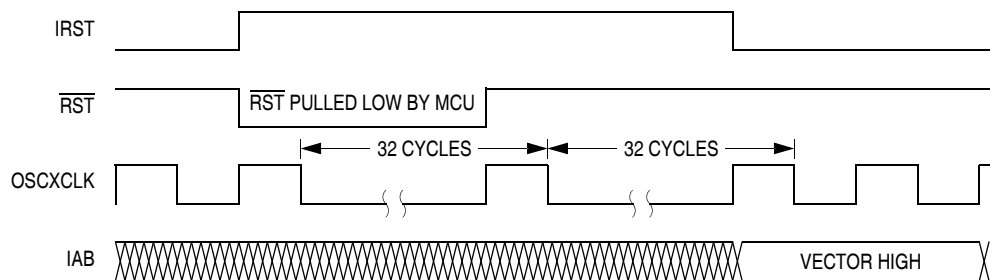 IRST
RST
RST PULLED LOW BY MCU
32 CYCLES
32 CYCLES
OSCXCLK
IAB
VECTOR HIGH